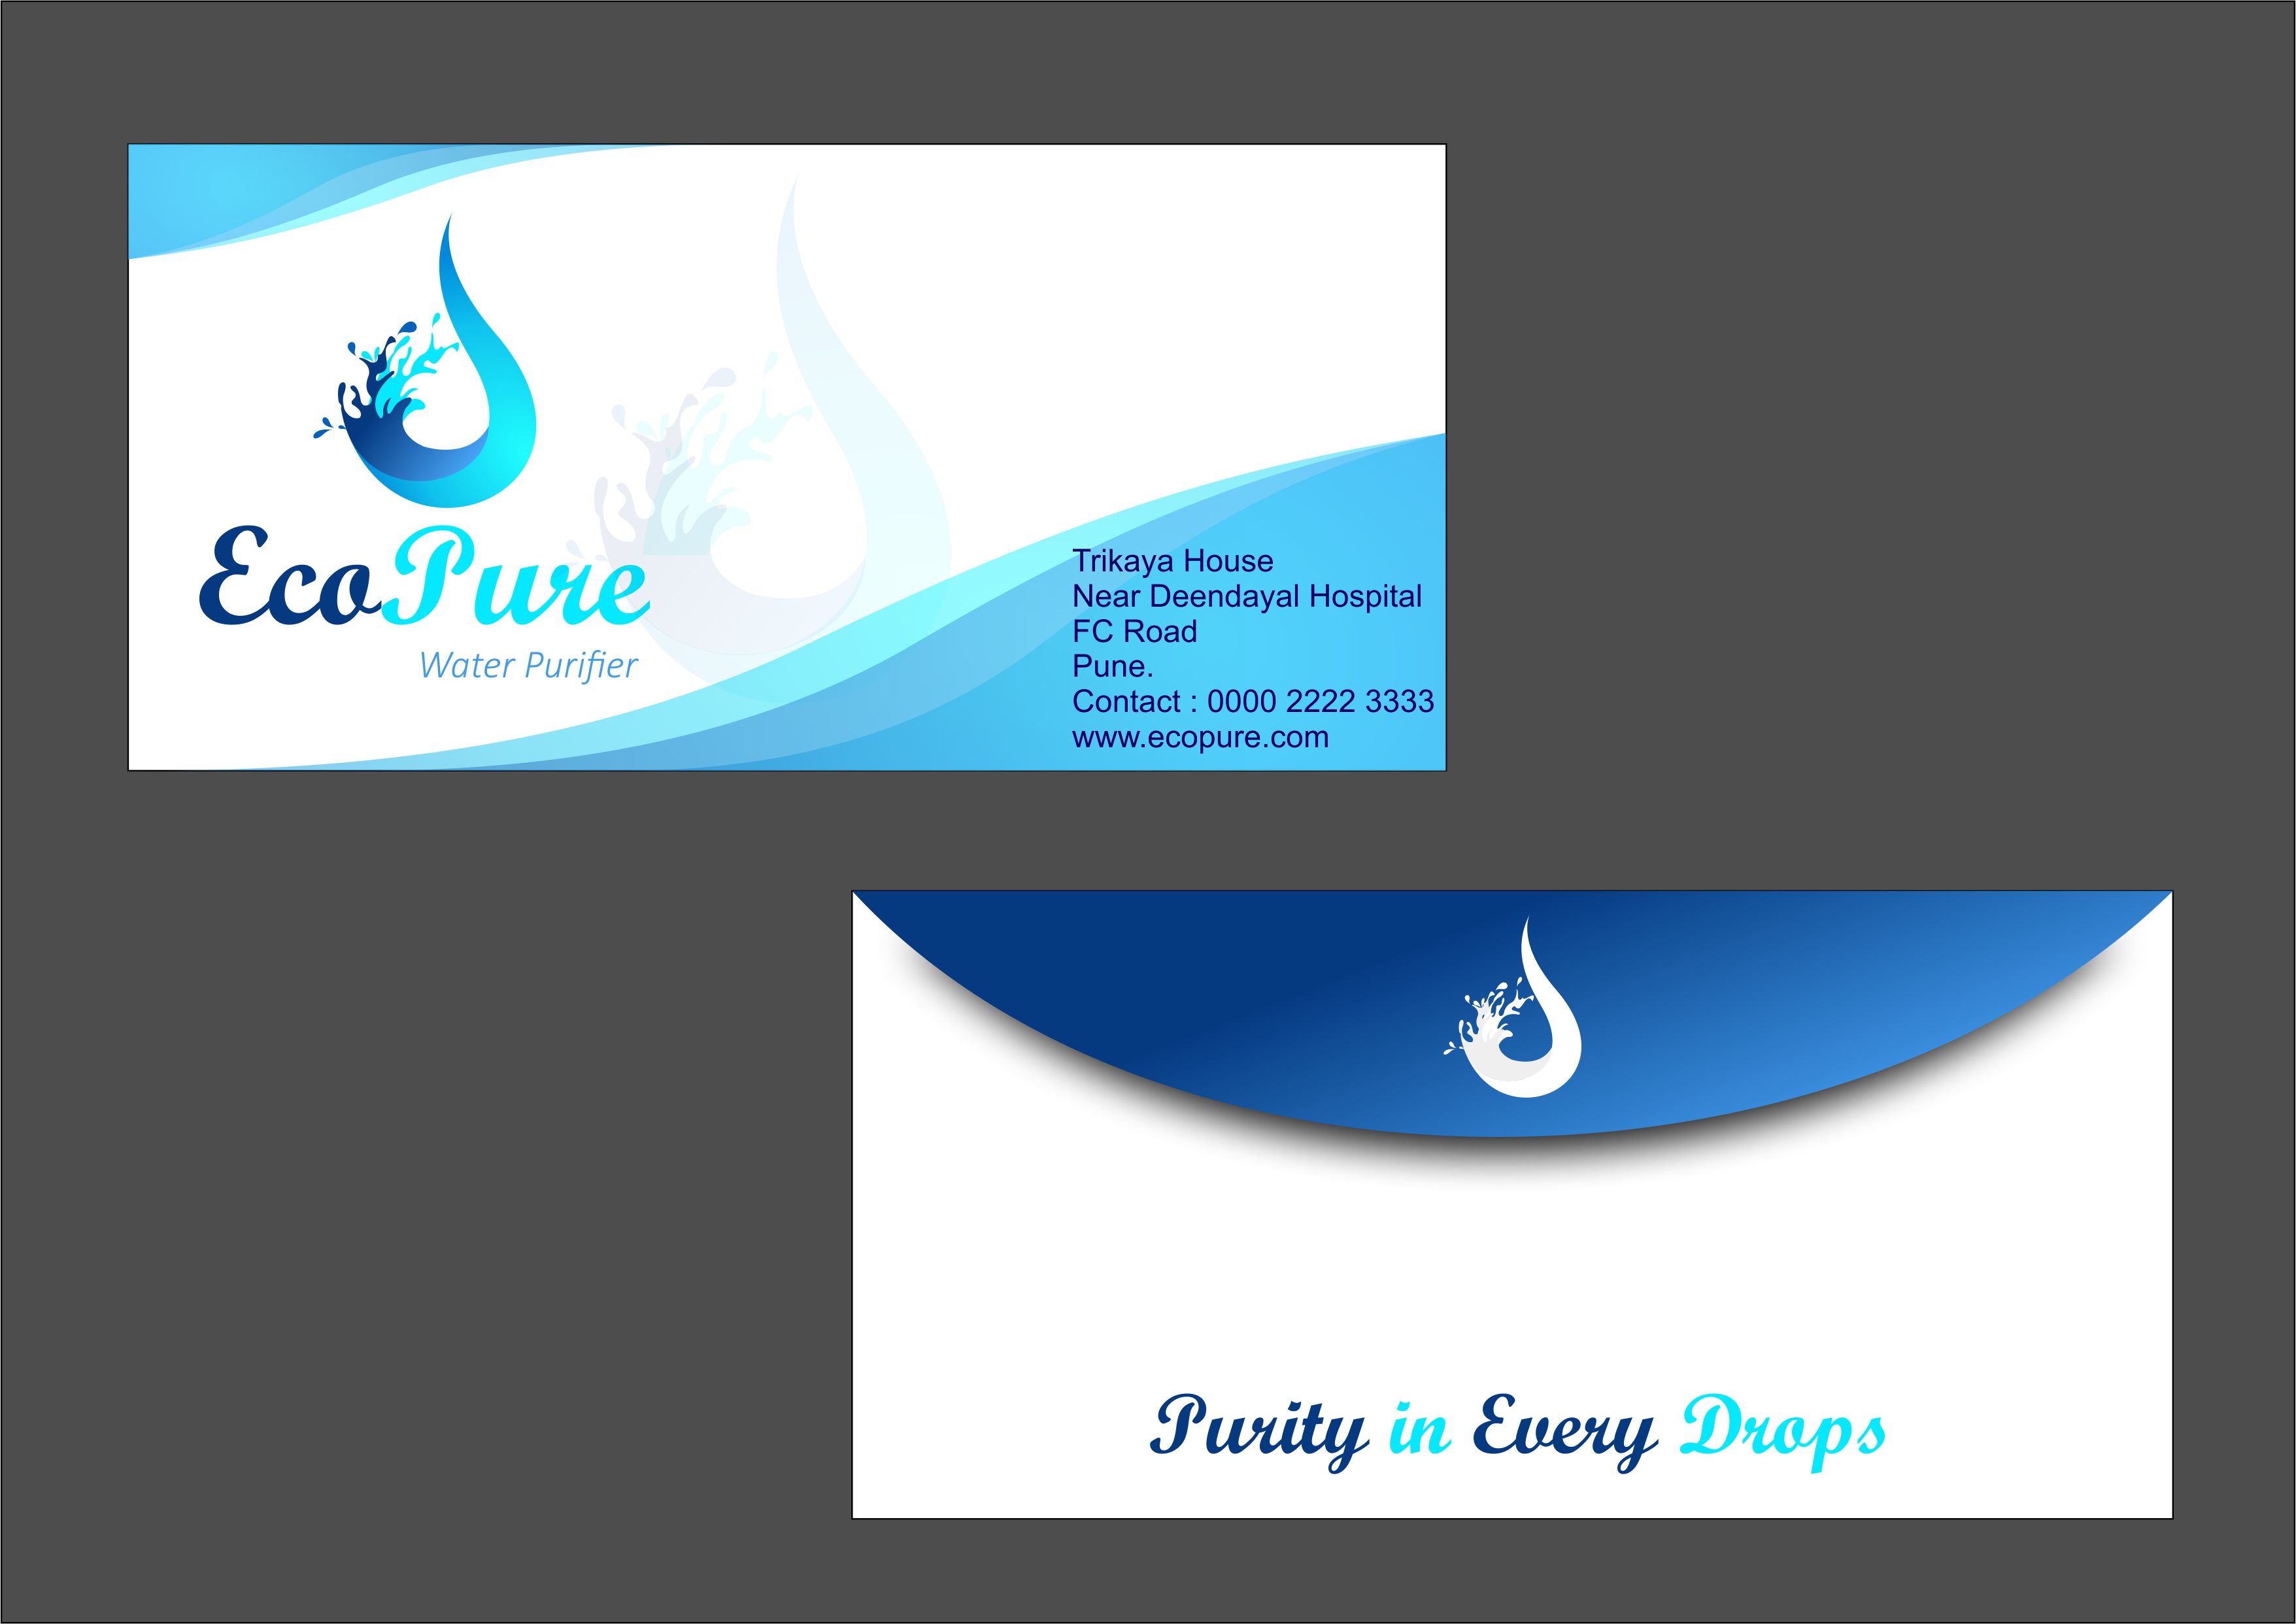 EcoPure
Water Purifier
Trikaya House
Near Deendayal Hospital
FC Road
Pune.
Contact : 0000 2222 3333
www.ecopure.com
Purity in Every Drops